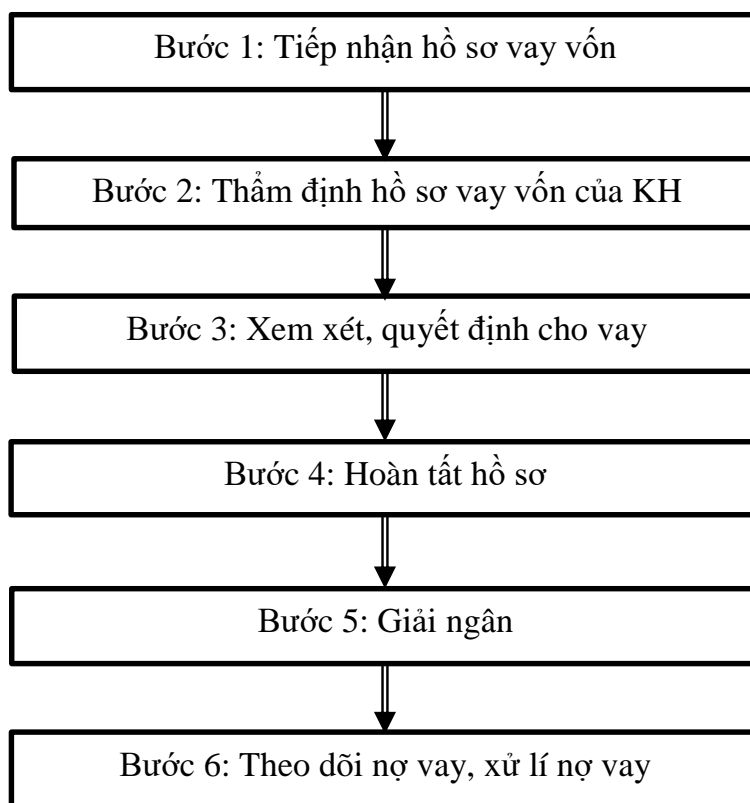 Bước 1: Tiếp nhận hồ sơ vay vốn
Bước 2: Thẩm định hồ sơ vay vốn của KH
Bước 3: Xem xét, quyết định cho vay
Bước 4: Hoàn tất hồ sơ
Bước 5: Giải ngân
Bước 6: Theo dõi nợ vay, xử lí nợ vay